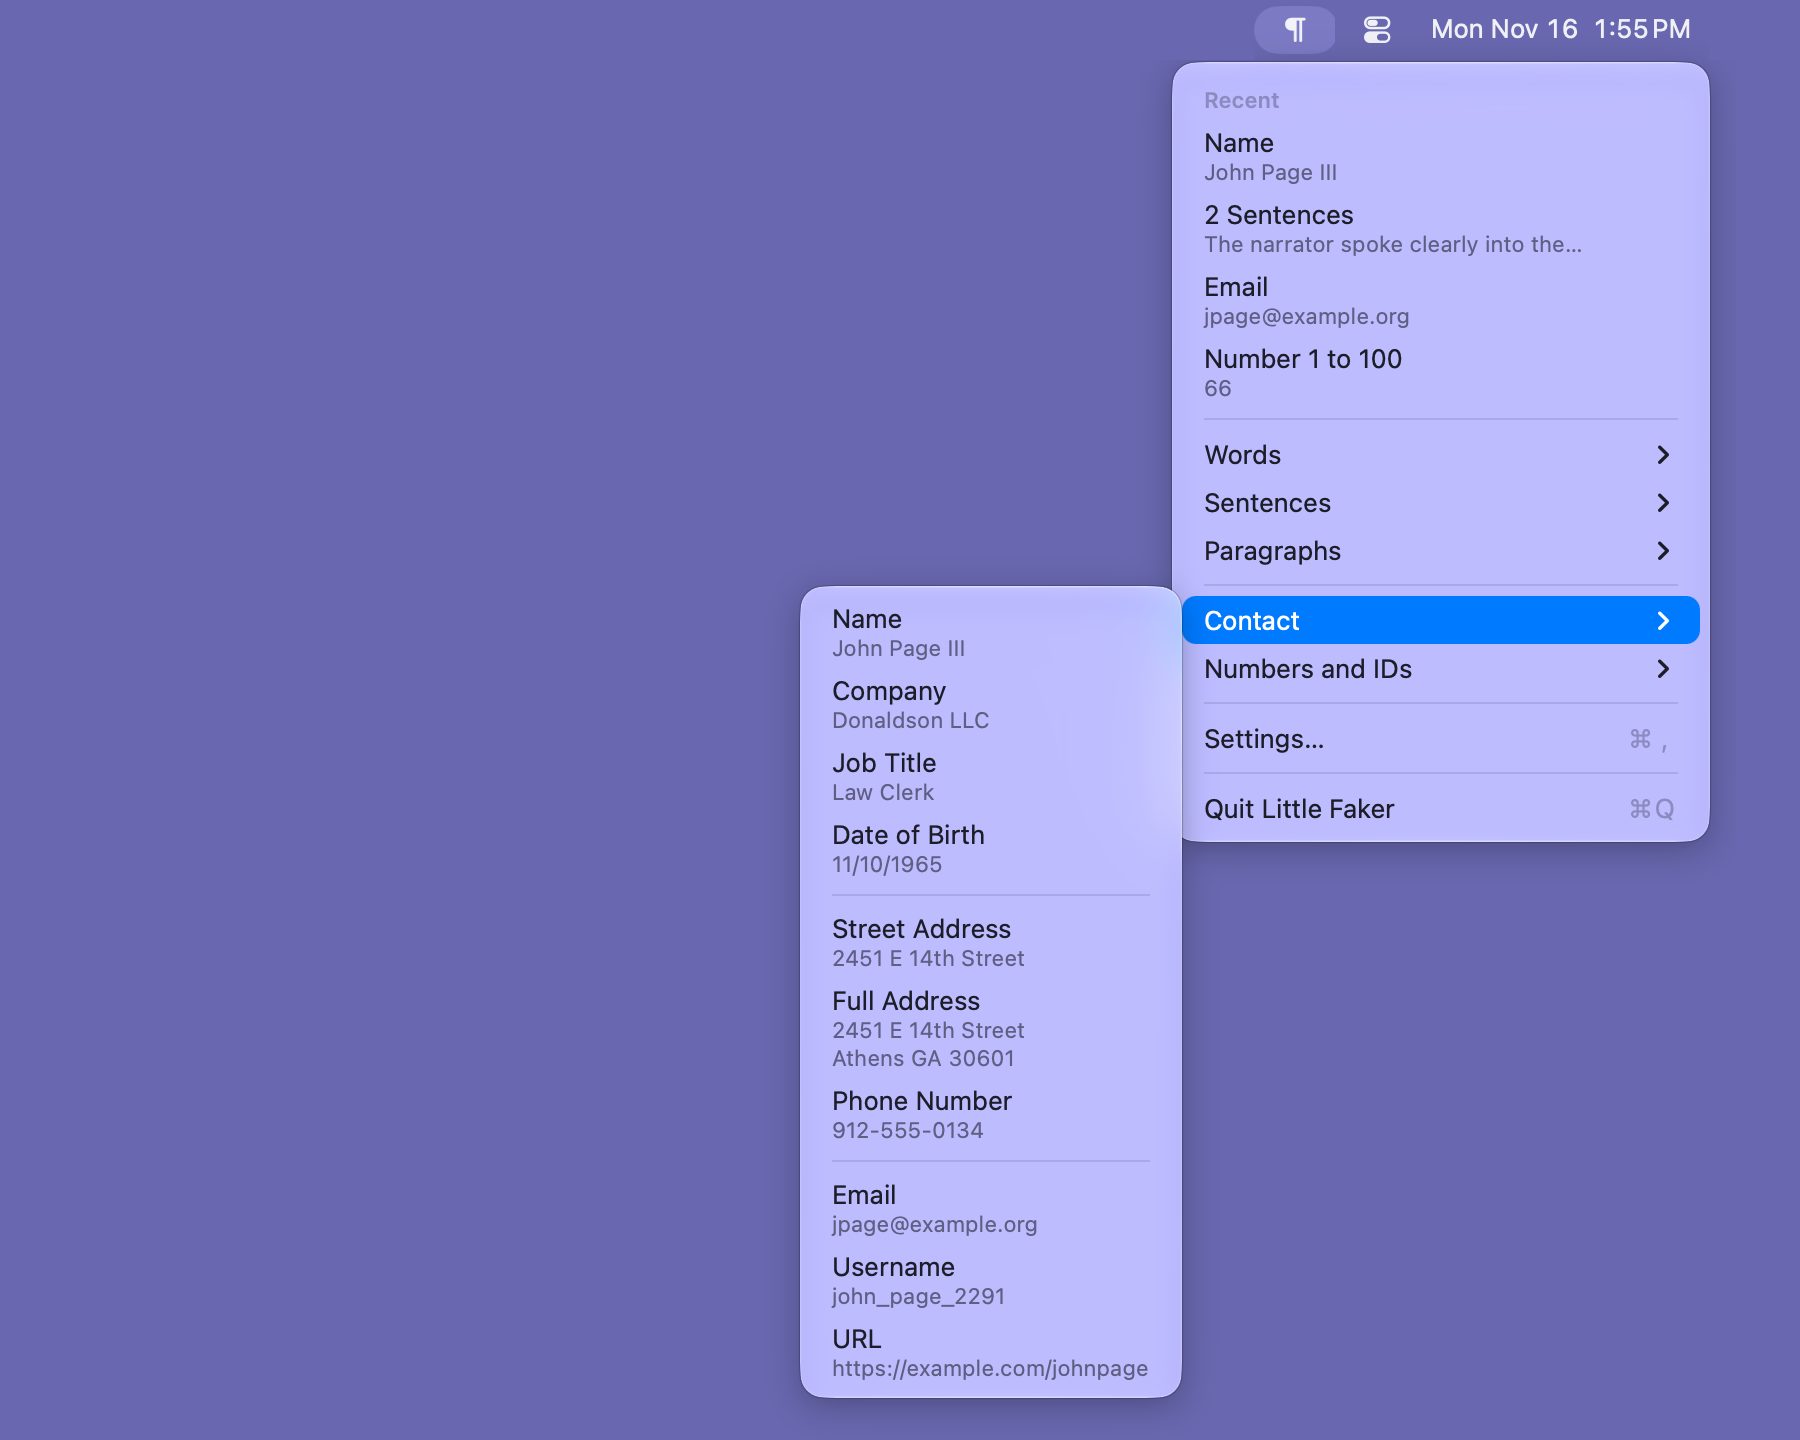 ¶ Mon Nov 16 1:55 PM
Recent
Name
John Page III
2 Sentences
The narrator spoke clearly into the...
Email
jpage@example.org
Number 1 to 100
66
Words
Sentences
Paragraphs
Contact
Numbers and IDs
Settings... ⌘ ,
Quit Little Faker ⌘Q
Name
John Page III
Company
Donaldson LLC
Job Title
Law Clerk
Date of Birth
11/10/1965
Street Address
2451 E 14th Street
Full Address
2451 E 14th Street
Athens GA 30601
Phone Number
912-555-0134
Email
jpage@example.org
Username
john_page_2291
URL
https://example.com/johnpage